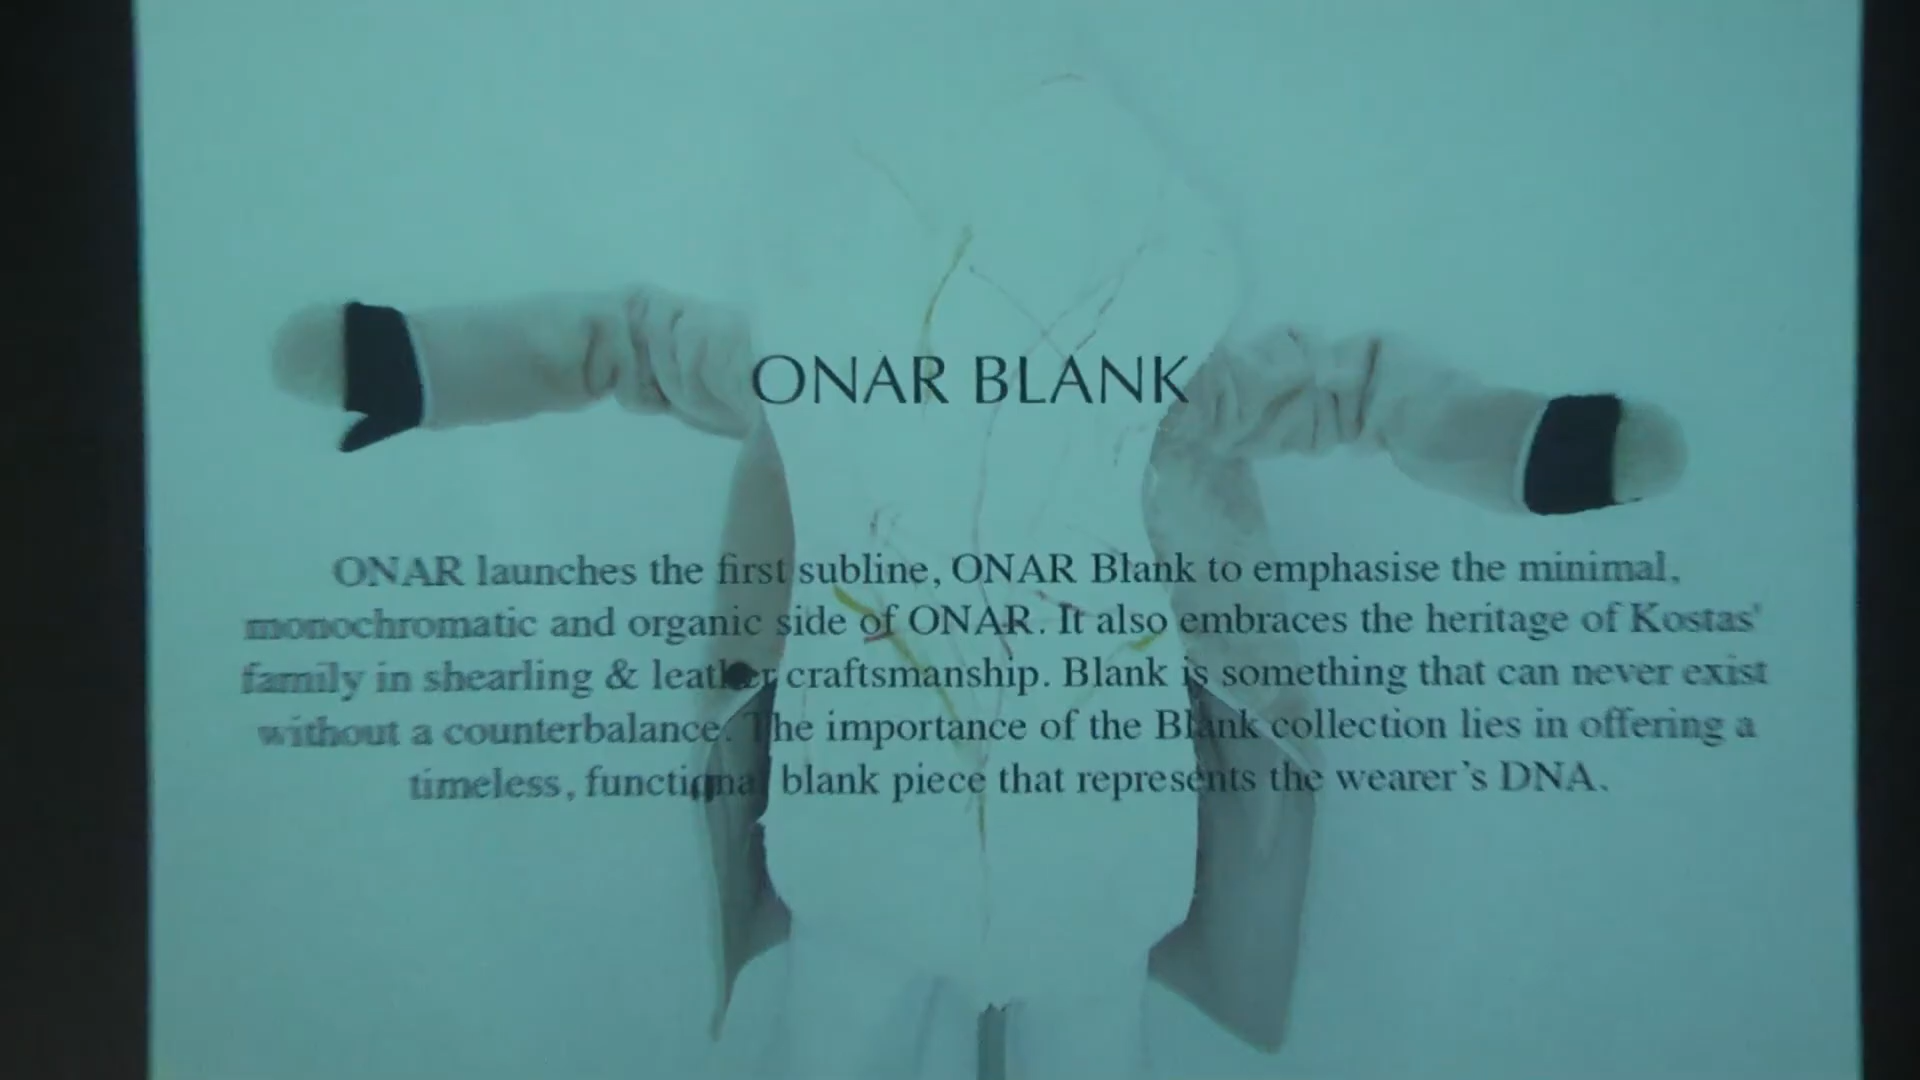 ONAR BLANK
ONAR launches the first subline, ONAR Blank to emphasise the minimal,
monochromatic and organic side of ONAR. It also embraces the heritage of Kostas'
family in shearling & leather craftsmanship. Blank is something that can never exist
without a counterbalance. The importance of the Blank collection lies in offering a
timeless, functional blank piece that represents the wearer’s DNA.